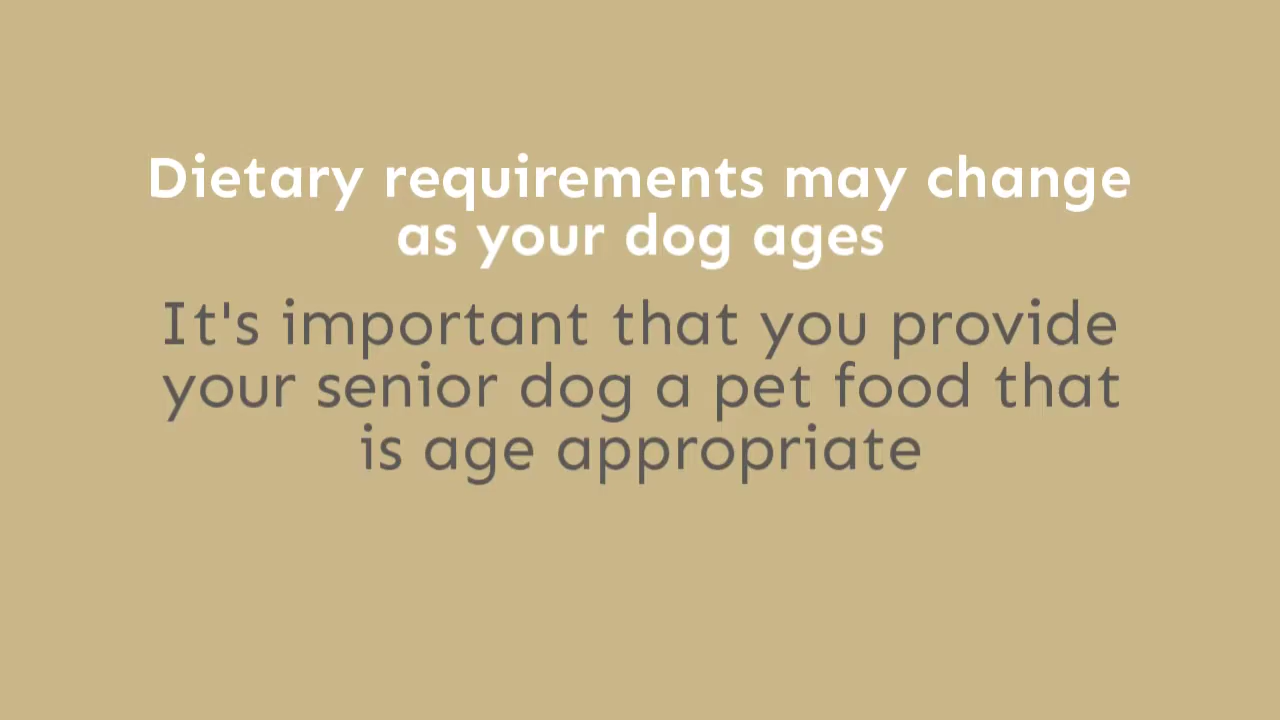 Dietary requirements may change
as your dog ages
It's important that you provide
your senior dog a pet food that
is age appropriate